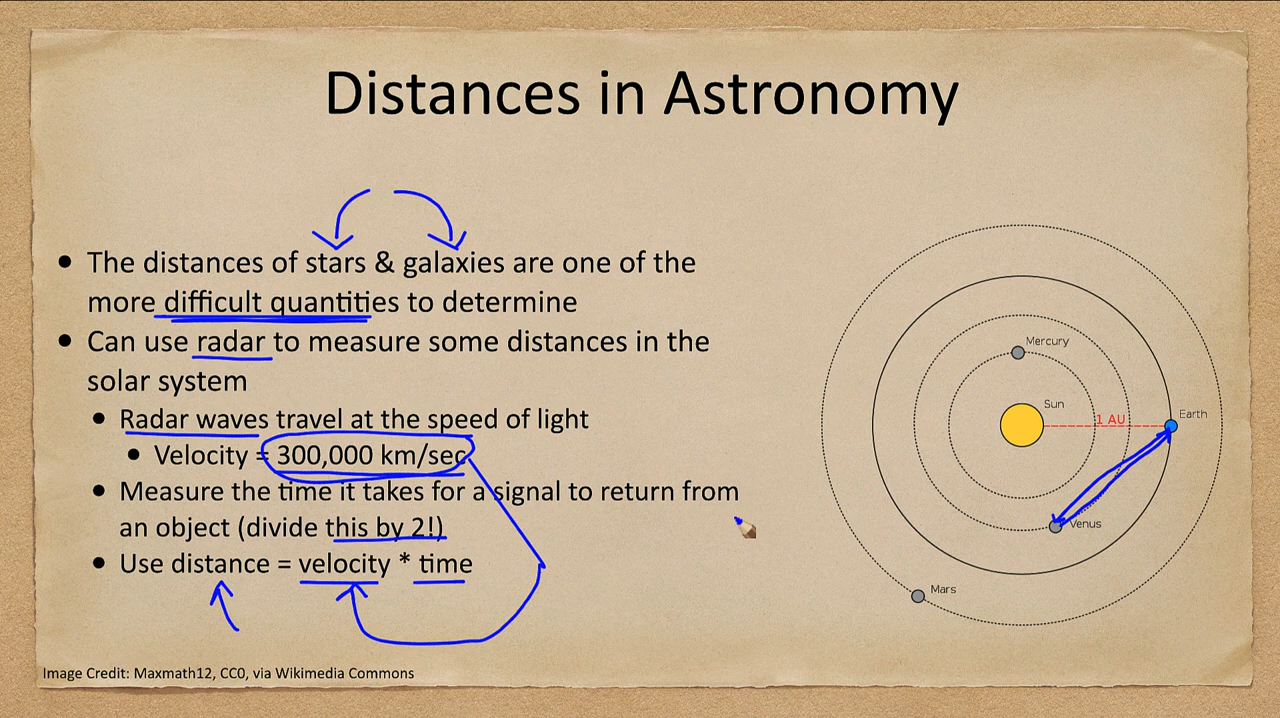 Distances in Astronomy
• The distances of stars & galaxies are one of the
more difficult quantities to determine
• Can use radar to measure some distances in the
solar system
• Radar waves travel at the speed of light
• Velocity = 300,000 km/sec
• Measure the time it takes for a signal to return from
an object (divide this by 2!)
• Use distance = velocity * time
Mercury
Sun
1 AU
Earth
Venus
Mars
Image Credit: Maxmath12, CC0, via Wikimedia Commons